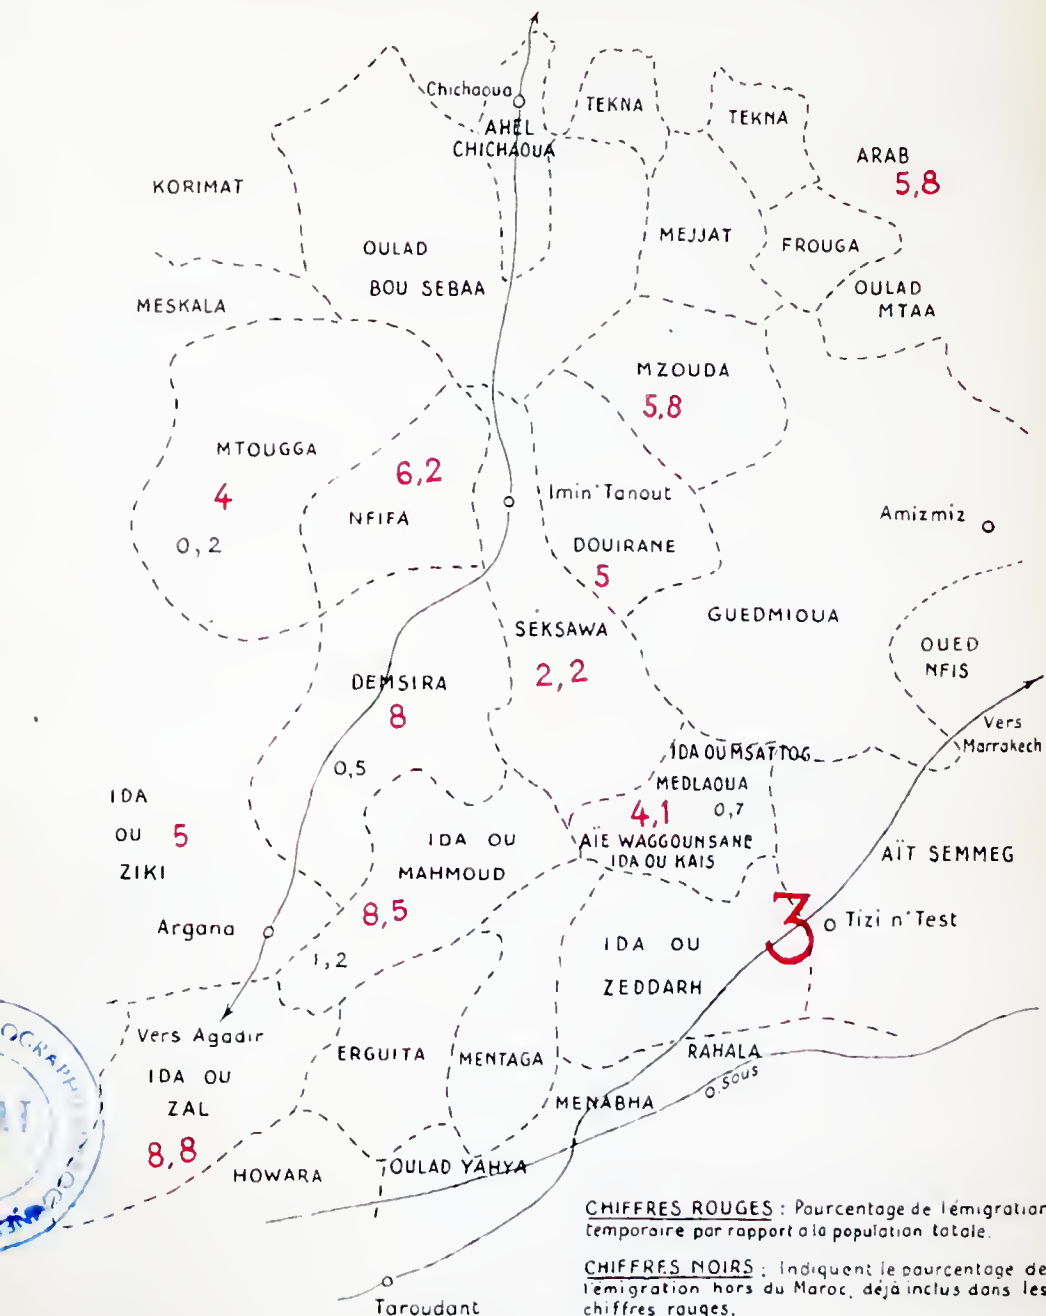 Chichaoua
AHEL
CHICHAOUA
TEKNA
TEKNA
ARAB
5,8
KORIMAT
OULAD
BOU SEBAA
MEJJAT
FROUGA
OULAD
MTAA
MESKALA
MZOUDA
5,8
MTOUGGA
4
0,2
6,2
NFIFA
Imin'Tanout
Amizmiz
DOUIRANE
5
GUEDMIOUA
SEKSAWA
2,2
OUED
NFIS
DEMSIRA
8
0,5
Vers
Marrakech
IDA OUMSATTOG
MEDLAOUA
4,1 0,7
AÏE WAGGOUNSANE
IDA OU KAIS
IDA
OU 5
ZIKI
IDA OU
MAHMOUD
8,5
AÏT SEMMEG
Argana
1,2
3
Tizi n'Test
IDA OU
ZEDDARH
Vers Agadir
IDA OU
ZAL
8,8
ERGUITA
MENTAGA
RAHALA
O. Sous
MENABHA
HOWARA
OULAD YAHYA
Taroudant
CHIFFRES ROUGES : Pourcentage de lémigration
temporaire par rapport a la population totale.
CHIFFRES NOIRS : Indiquent le pourcentage de
l'émigration hors du Maroc, déjà inclus dans les
chiffres rouges.